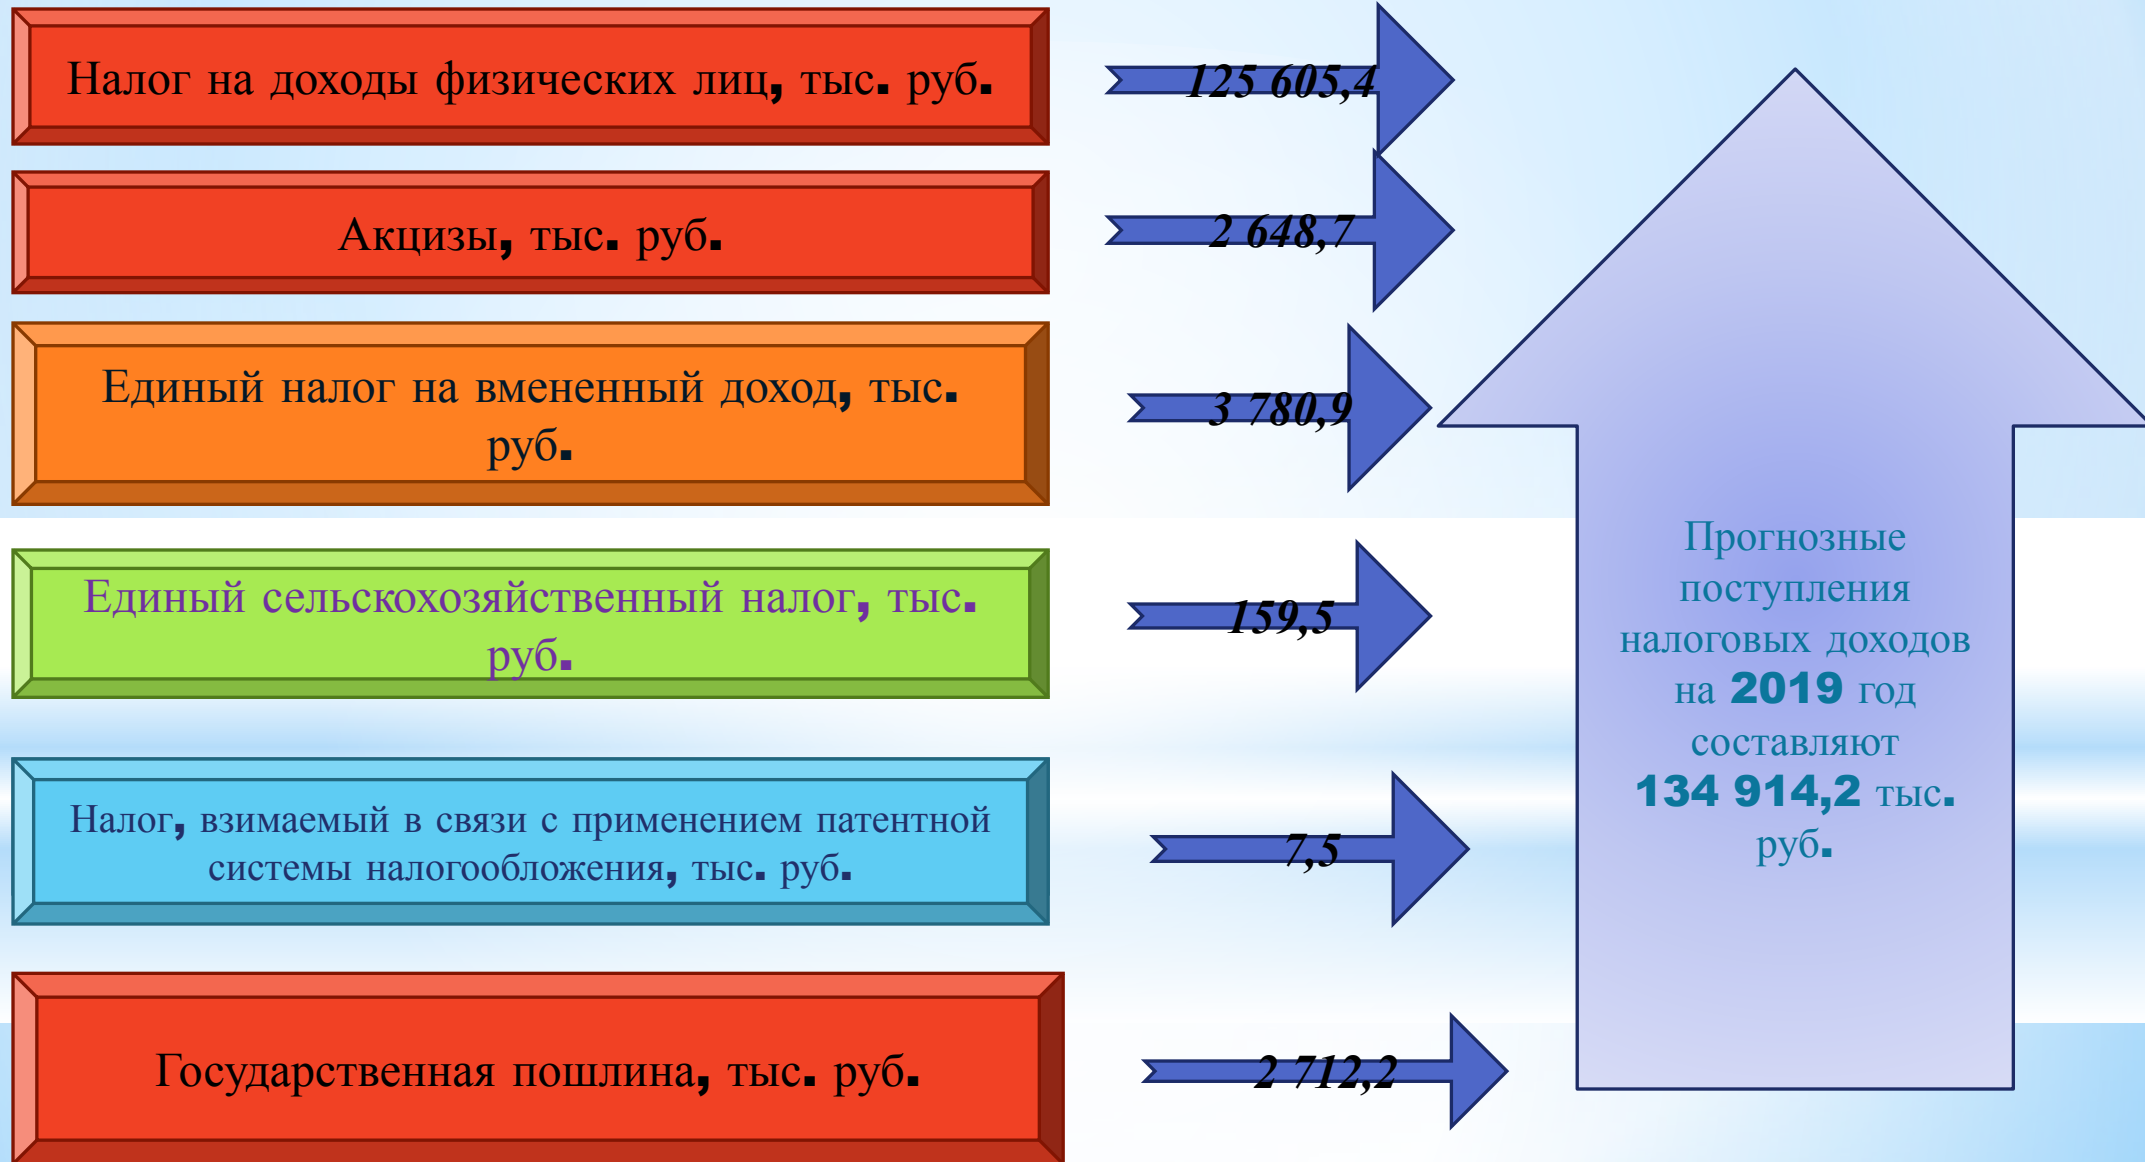 Налог на доходы физических лиц, тыс. руб.
125 605,4
Акцизы, тыс. руб.
2 648,7
Единый налог на вмененный доход, тыс.
руб.
3 780,9
Единый сельскохозяйственный налог, тыс.
руб.
159,5
Налог, взимаемый в связи с применением патентной
системы налогообложения, тыс. руб.
7,5
Государственная пошлина, тыс. руб.
2 712,2
Прогнозные
поступления
налоговых доходов
на 2019 год
составляют
134 914,2 тыс.
руб.